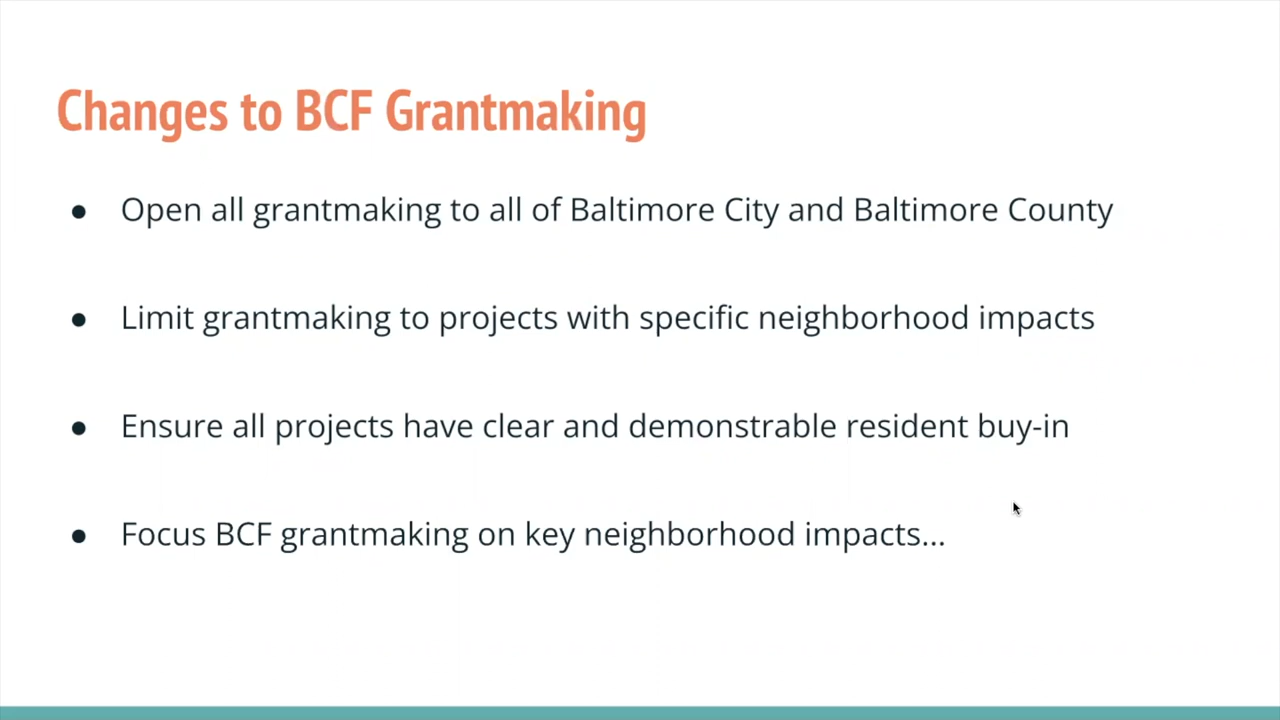 Changes to BCF Grantmaking
● Open all grantmaking to all of Baltimore City and Baltimore County
● Limit grantmaking to projects with specific neighborhood impacts
● Ensure all projects have clear and demonstrable resident buy-in
● Focus BCF grantmaking on key neighborhood impacts...